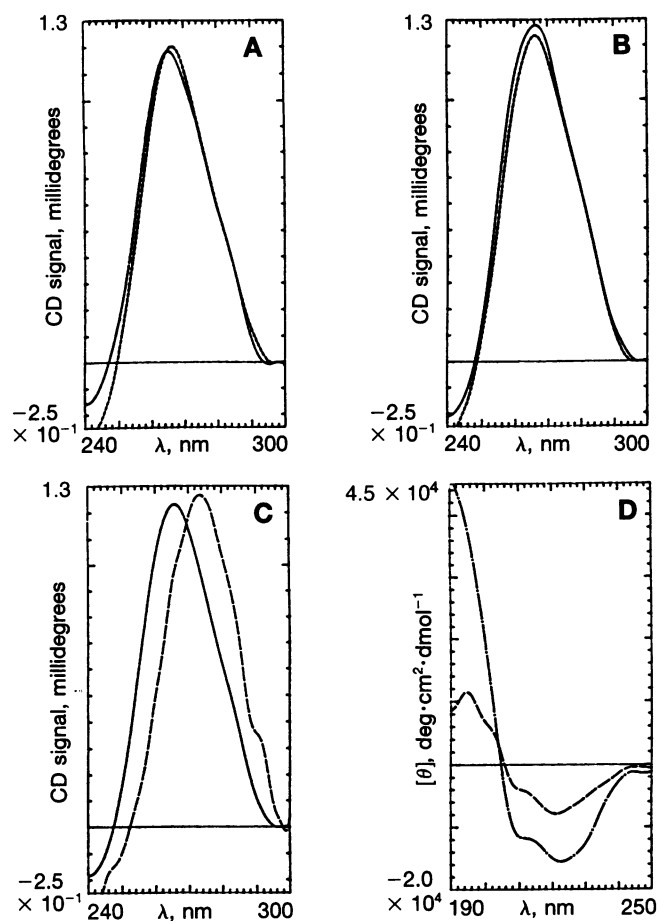 1.3
A
CD signal, millidegrees
−2.5
× 10⁻¹
240
λ, nm
300
1.3
B
CD signal, millidegrees
−2.5
× 10⁻¹
240
λ, nm
300
1.3
C
CD signal, millidegrees
−2.5
× 10⁻¹
240
λ, nm
300
4.5 × 10⁴
D
[θ], deg·cm²·dmol⁻¹
−2.0
× 10⁴
190
λ, nm
250